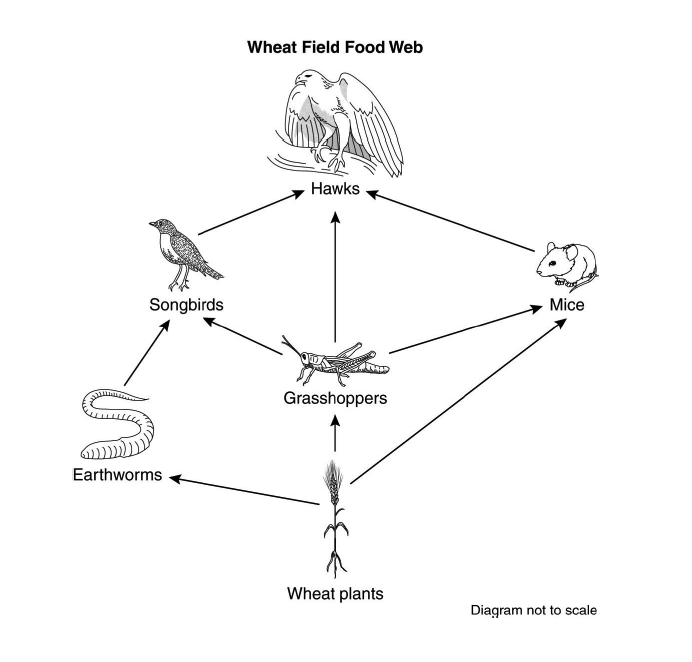 Wheat Field Food Web
Hawks
Songbirds
Mice
Grasshoppers
Earthworms
Wheat plants
Diagram not to scale